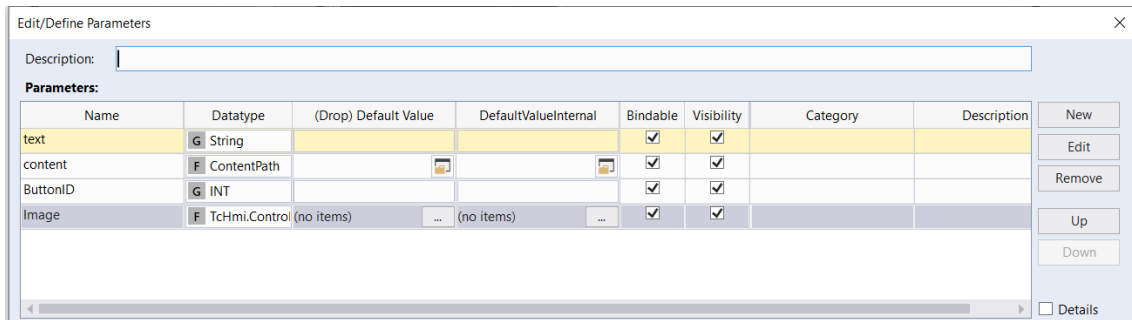 Edit/Define Parameters
Description:
Parameters:
Name Datatype (Drop) Default Value DefaultValueInternal Bindable Visibility Category Description
text G String
content F ContentPath
ButtonID G INT
Image F TcHmi.Control (no items) ... (no items) ...
New
Edit
Remove
Up
Down
Details